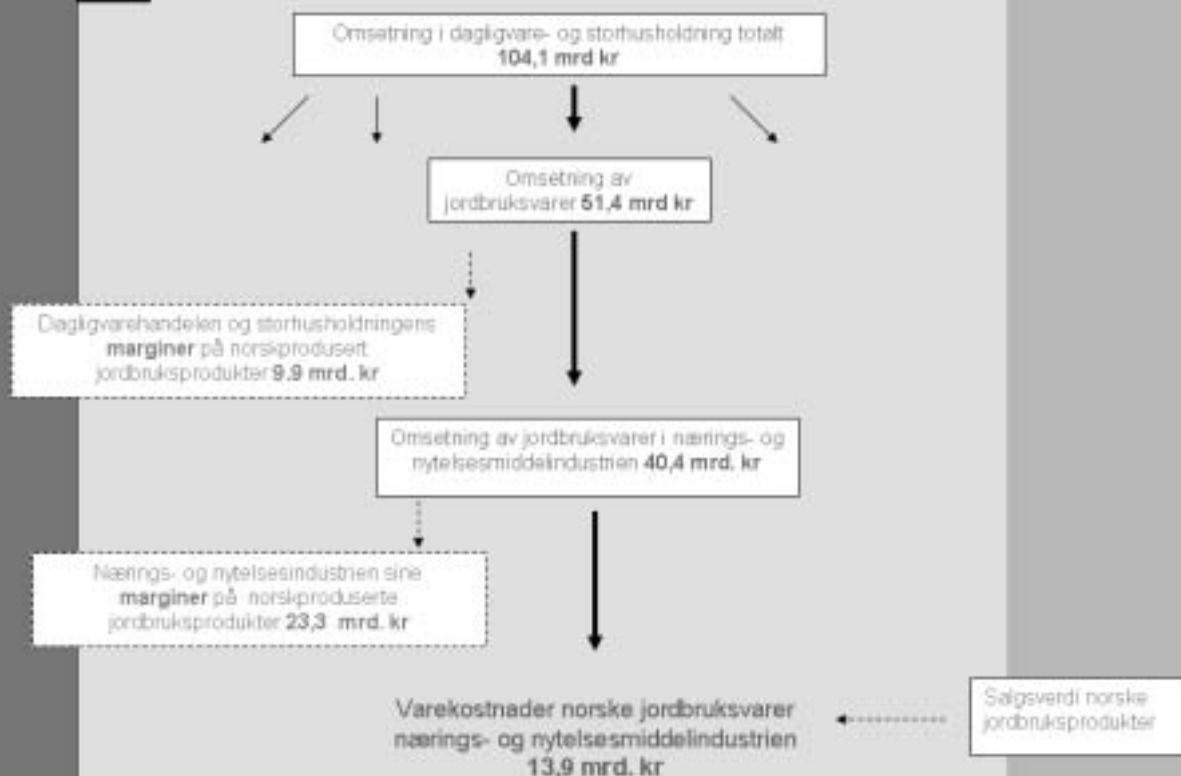 Omsetning i dagligvare- og storhusholdning totalt
104,1 mrd kr
Omsetning av
jordbruksvarer 51,4 mrd kr
Dagligvarehandelen og storhusholdningens
marginer på norskprodusert
jordbruksprodukter 9.9 mrd. kr
Omsetning av jordbruksvarer i nærings- og
nytelsesmiddelindustrien 40,4 mrd. kr
Nærings- og nytelsesindustrien sine
marginer på norskproduserte
jordbruksprodukter 23,3 mrd. kr
Varekostnader norske jordbruksvarer
nærings- og nytelsesmiddelindustrien
13,9 mrd. kr
Salgsverdi norske
jordbruksprodukter